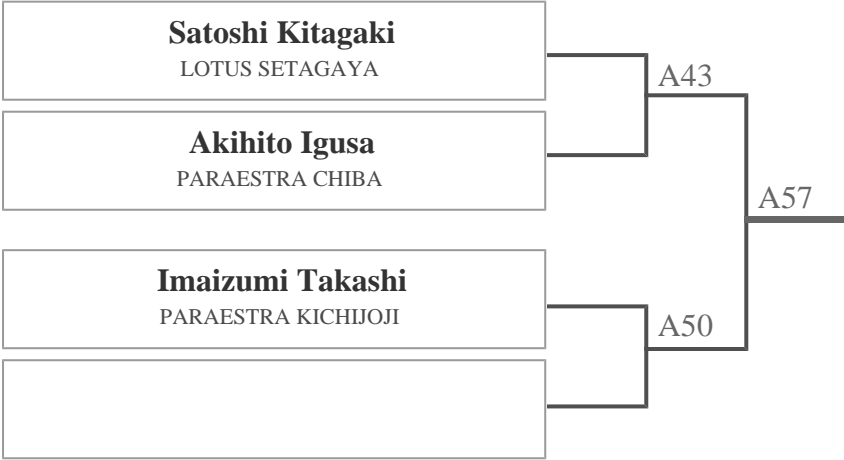 Satoshi Kitagaki
LOTUS SETAGAYA
A43
Akihito Igusa
PARAESTRA CHIBA
A57
Imaizumi Takashi
PARAESTRA KICHIJOJI
A50